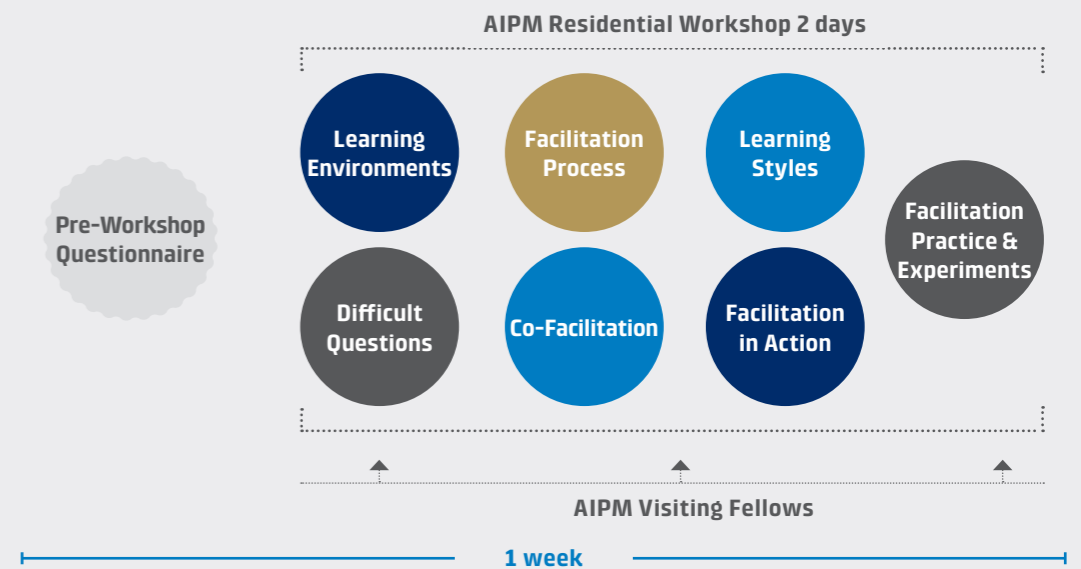 AIPM Residential Workshop 2 days
Pre-Workshop
Questionnaire
Learning
Environments
Facilitation
Process
Learning
Styles
Facilitation
Practice &
Experiments
Difficult
Questions
Co-Facilitation
Facilitation
in Action
AIPM Visiting Fellows
1 week